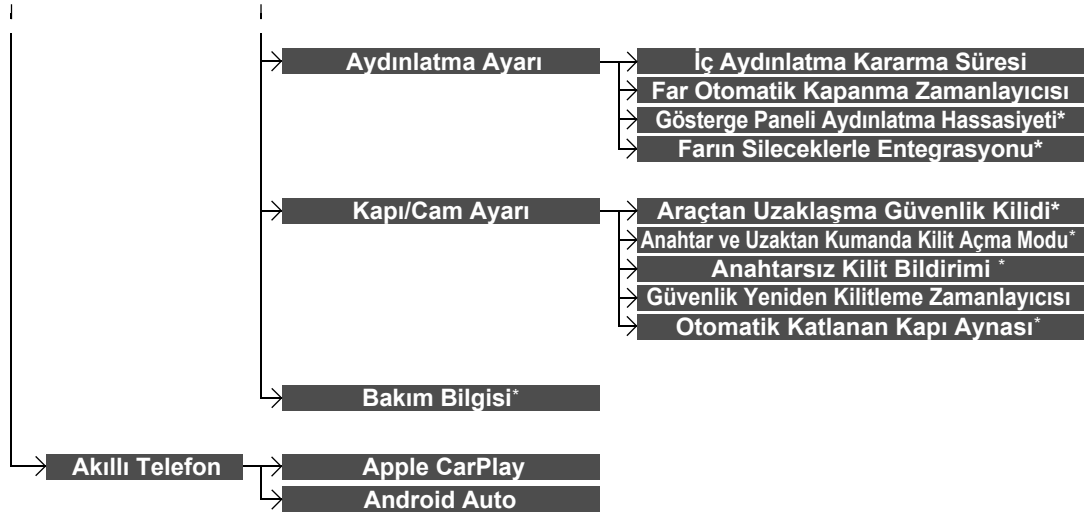 Aydınlatma Ayarı
İç Aydınlatma Kararma Süresi
Far Otomatik Kapanma Zamanlayıcısı
Gösterge Paneli Aydınlatma Hassasiyeti*
Farın Sileceklerle Entegrasyonu*
Kapı/Cam Ayarı
Araçtan Uzaklaşma Güvenlik Kilidi*
Anahtar ve Uzaktan Kumanda Kilit Açma Modu*
Anahtarsız Kilit Bildirimi *
Güvenlik Yeniden Kilitleme Zamanlayıcısı
Otomatik Katlanan Kapı Aynası*
Bakım Bilgisi*
Akıllı Telefon
Apple CarPlay
Android Auto